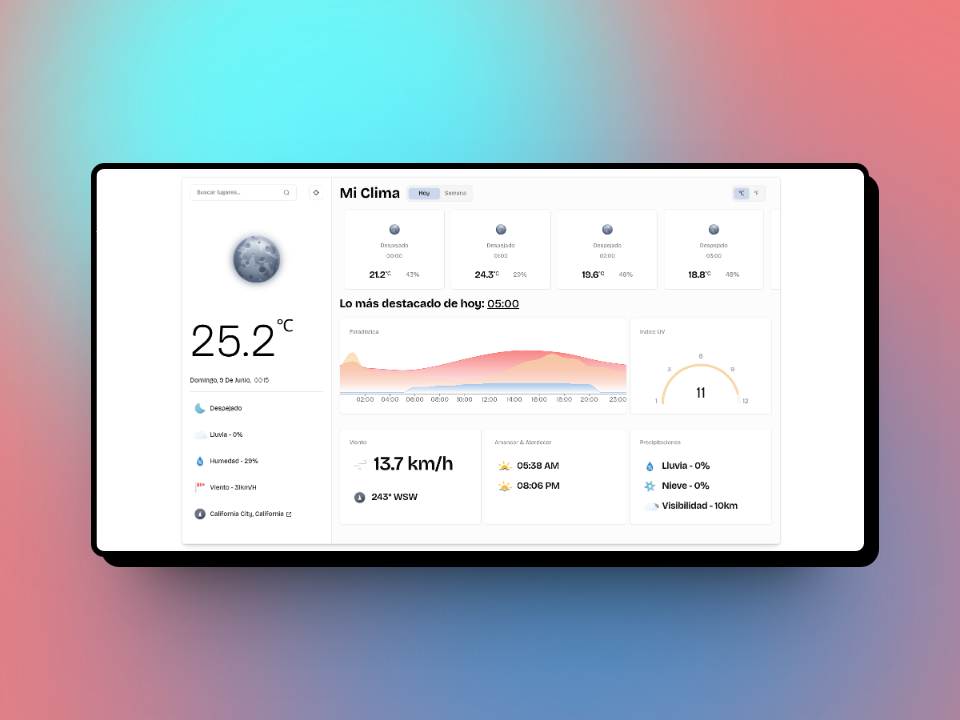 Buscar lugares...
25.2°C
Domingo, 9 De Junio, 00:15
Despejado
Lluvia - 0%
Humedad - 29%
Viento - 31km/H
California City, California
Mi Clima Hoy Semana °C °F
Despejado Despejado Despejado Despejado
00:00 01:00 02:00 03:00
21.2°C 43% 24.3°C 29% 19.6°C 46% 18.8°C 48%
Lo más destacado de hoy: 05:00
Estadística
02:00 04:00 06:00 08:00 10:00 12:00 14:00 16:00 18:00 20:00 23:00
Indice UV
1 3 6 9 12
11
Viento
13.7 km/h
243° WSW
Amanecer & Atardecer
05:38 AM
08:06 PM
Precipitaciones
Lluvia - 0%
Nieve - 0%
Visibilidad - 10km